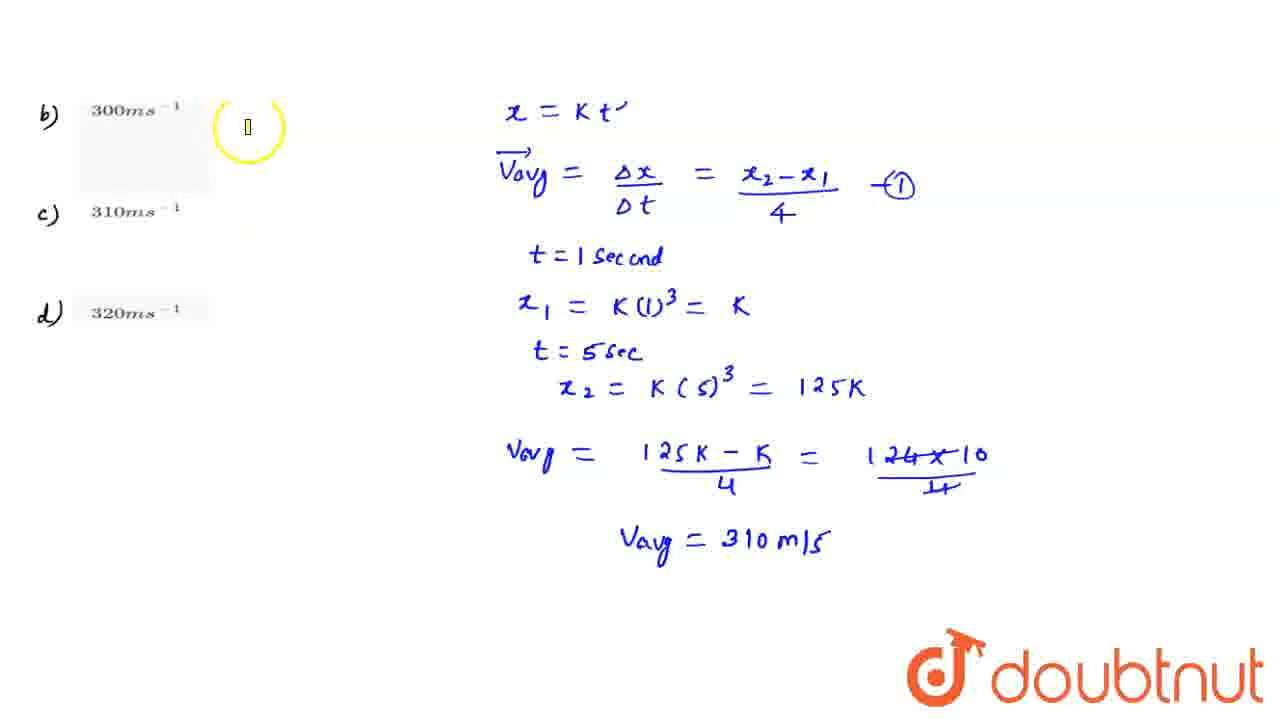 b) 300ms⁻¹
c) 310ms⁻¹
d) 320ms⁻¹
x = K t
Vavg = Δx/Δt = (x₂ - x₁)/4 -①
t = 1 second
x₁ = K(1)³ = K
t = 5 sec
x₂ = K(5)³ = 125K
Vavg = (125K - K)/4 = (124×10)/4
Vavg = 310 m/s
doubtnut